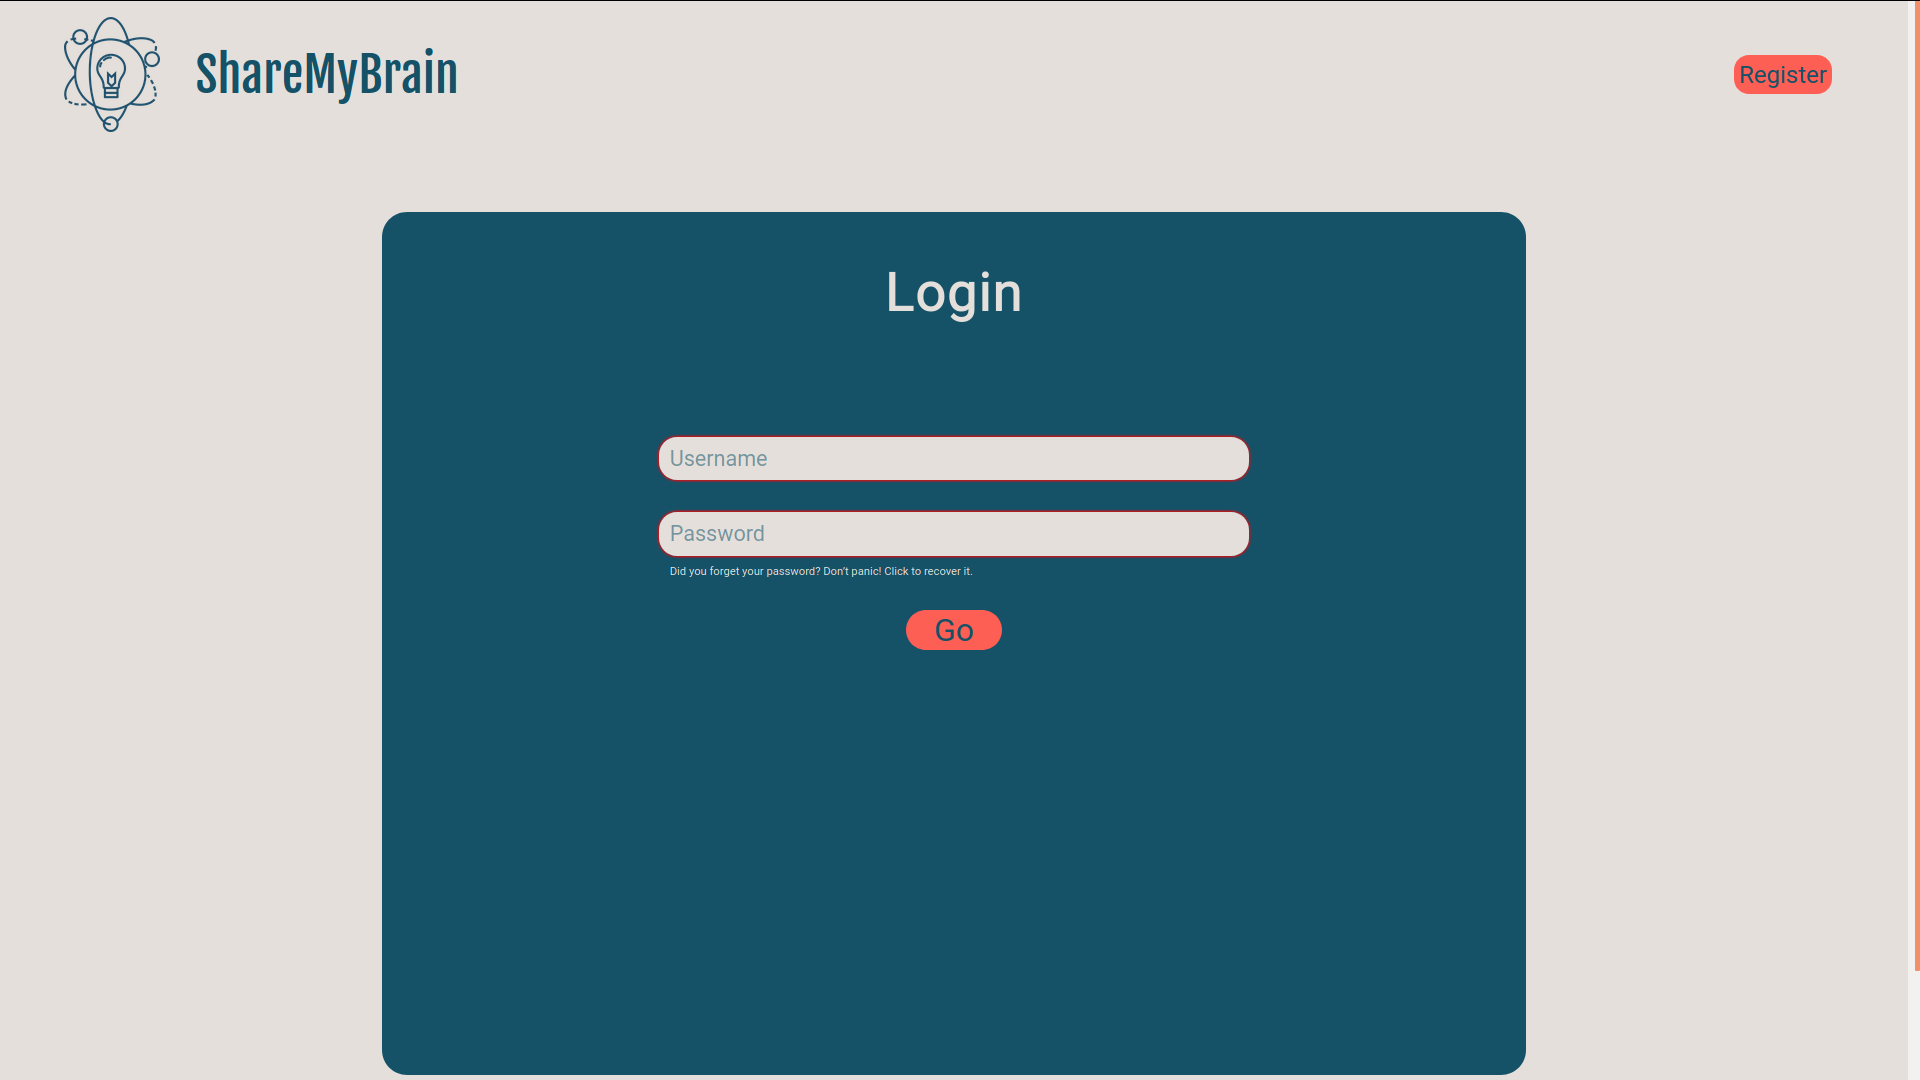 ShareMyBrain
Register
Login
Username
Password
Did you forget your password? Don't panic! Click to recover it.
Go